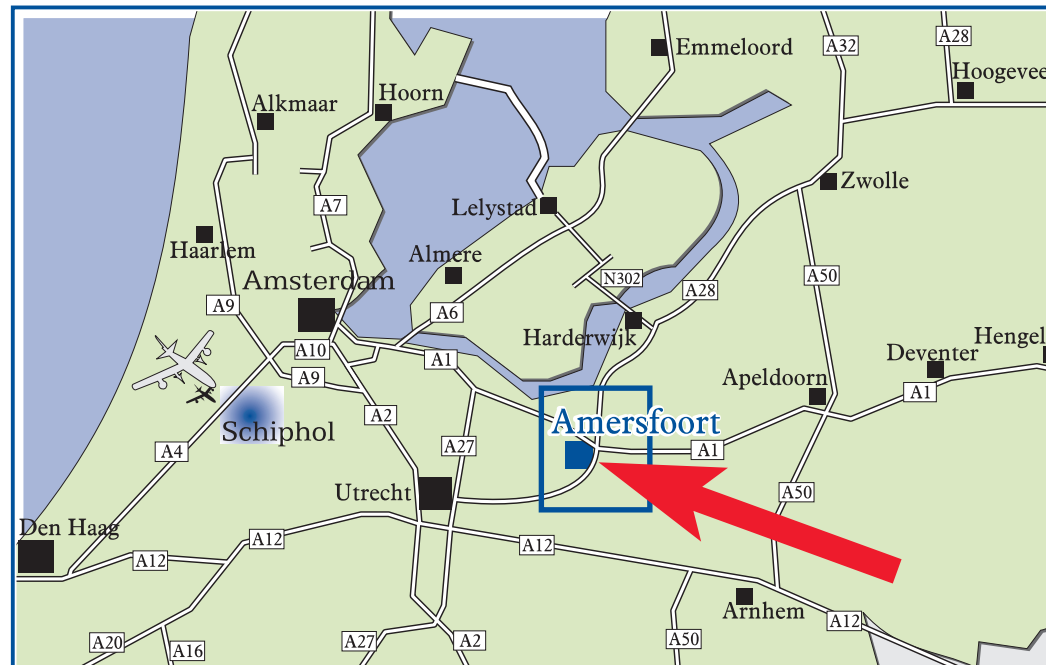 A28
A32
Emmeloord
Hoogevee
Hoorn
Alkmaar
Zwolle
A7
Lelystad
Haarlem
Almere
A50
N302
Amsterdam
A28
A9
A6
Hengel
Harderwijk
A10
A1
Deventer
A9
Apeldoorn
A1
A2
Amersfoort
Schiphol
A27
A4
A1
Utrecht
A50
Den Haag
A12
A12
A12
Arnhem
A12
A20
A27
A2
A50
A16